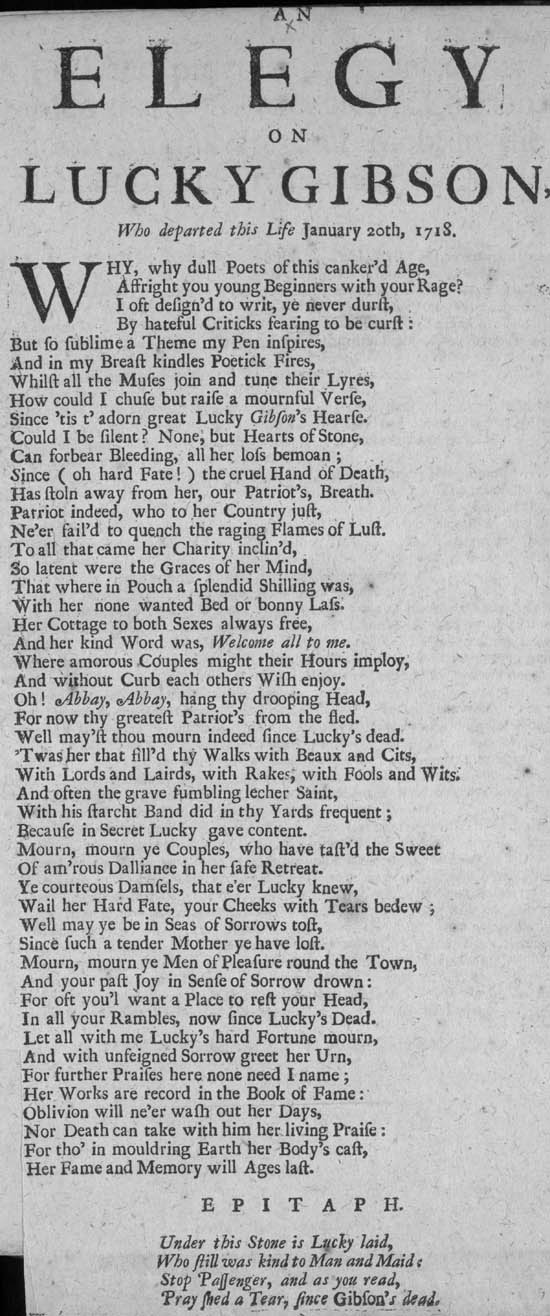 AN
ELEGY
ON
LUCKY GIBSON,
Who departed this Life January 20th, 1718.
WHY, why dull Poets of this canker'd Age,
Affright you young Beginners with your Rage?
I oft deſign'd to writ, ye never durſt,
By hateful Criticks fearing to be curſt :
But ſo ſublime a Theme my Pen inſpires,
And in my Breaſt kindles Poetick Fires,
Whilſt all the Muſes join and tune their Lyres,
How could I chuſe but raiſe a mournful Verſe,
Since 'tis t' adorn great Lucky Gibſon's Hearſe.
Could I be ſilent? None, but Hearts of Stone,
Can forbear Bleeding, all her loſs bemoan ;
Since ( oh hard Fate! ) the cruel Hand of Death,
Has ſtoln away from her, our Patriot's, Breath.
Patriot indeed, who to her Country juſt,
Ne'er fail'd to quench the raging Flames of Luſt.
To all that came her Charity inclin'd,
So latent were the Graces of her Mind,
That where in Pouch a ſplendid Shilling was,
With her none wanted Bed or bonny Laſs.
Her Cottage to both Sexes always free,
And her kind Word was, Welcome all to me.
Where amorous Couples might their Hours imploy,
And without Curb each others Wiſh enjoy.
Oh! Abbay, Abbay, hang thy drooping Head,
For now thy greateſt Patriot's from the fled.
Well may'ſt thou mourn indeed ſince Lucky's dead.
'Twas her that fill'd thy Walks with Beaux and Cits,
With Lords and Lairds, with Rakes, with Fools and Wits.
And often the grave fumbling lecher Saint,
With his ſtarcht Band did in thy Yards frequent ;
Becauſe in Secret Lucky gave content.
Mourn, mourn ye Couples, who have taſt'd the Sweet
Of am'rous Dalliance in her ſafe Retreat.
Ye courteous Damſels, that e'er Lucky knew,
Wail her Hard Fate, your Cheeks with Tears bedew ;
Well may ye be in Seas of Sorrows toſt,
Since ſuch a tender Mother ye have loſt.
Mourn, mourn ye Men of Pleaſure round the Town,
And your paſt Joy in Senſe of Sorrow drown :
For oft you'l want a Place to reſt your Head,
In all your Rambles, now ſince Lucky's Dead.
Let all with me Lucky's hard Fortune mourn,
And with unfeigned Sorrow greet her Urn,
For further Praiſes here none need I name ;
Her Works are record in the Book of Fame :
Oblivion will ne'er waſh out her Days,
Nor Death can take with him her living Praiſe :
For tho' in mouldring Earth her Body's caſt,
Her Fame and Memory will Ages laſt.
EPITAPH.
Under this Stone is Lucky laid,
Who ſtill was kind to Man and Maid :
Stop Paſſenger, and as you read,
Pray ſhed a Tear, ſince Gibſon's dead.